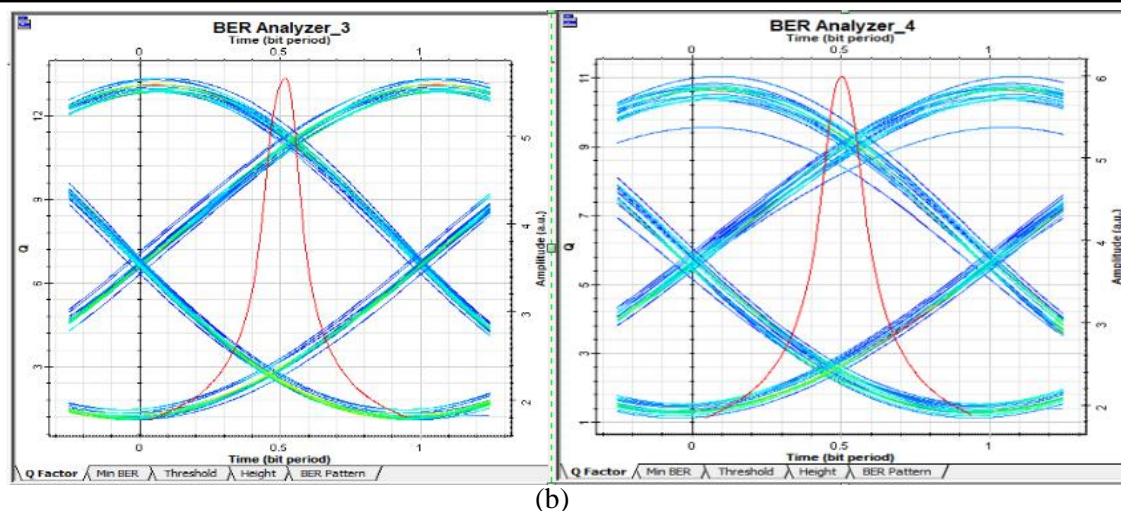 BER Analyzer_3
Time (bit period)
0 0.5 1
Q
12
9
6
3
Amplitude (a.u.)
5
4
3
2
0 0.5 1
Time (bit period)
Q Factor Min BER Threshold Height BER Pattern
BER Analyzer_4
Time (bit period)
0 0.5 1
Q
11
9
7
5
3
1
Amplitude (a.u.)
6
5
4
3
2
0 0.5 1
Time (bit period)
Q Factor Min BER Threshold Height BER Pattern
(b)